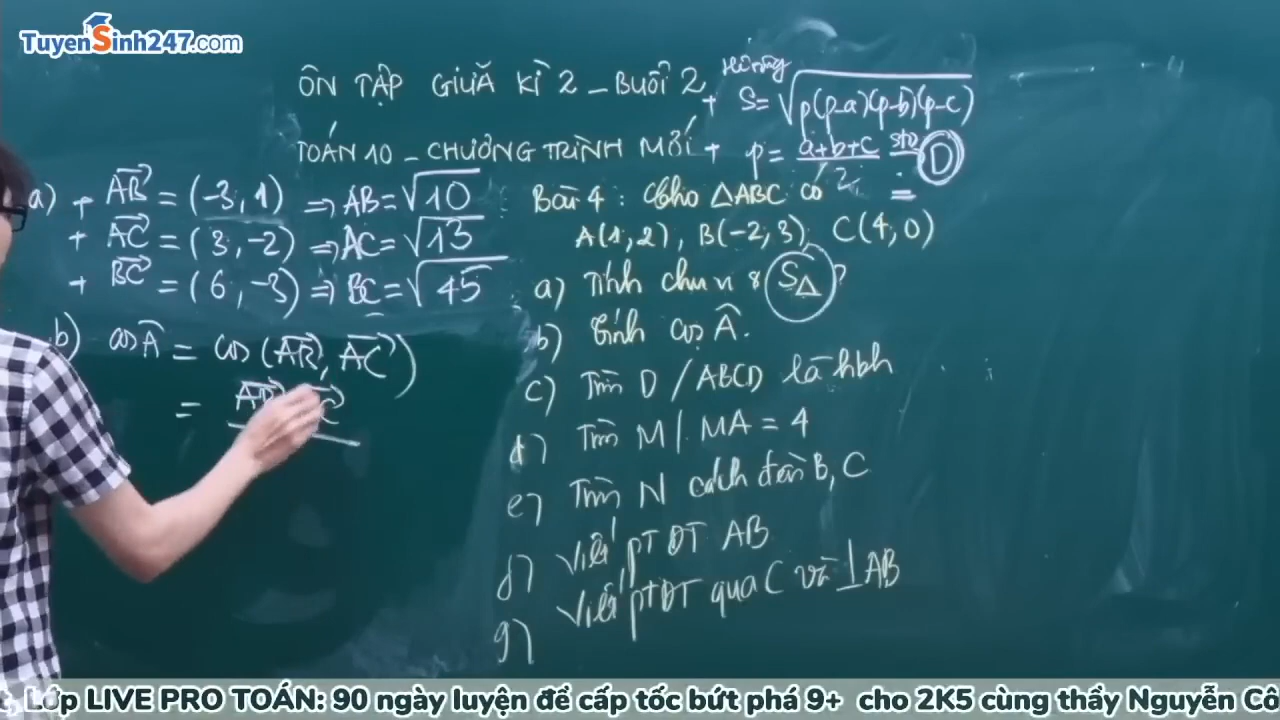 TuyenSinh247.com
ÔN TẬP GIỮA KÌ 2 – BUỔI 2
TOÁN 10 – CHƯƠNG TRÌNH MỚI
+ Hê rông S = √p(p-a)(p-b)(p-c)
+ p = a+b+c / 2
D
a) + AB = (-3, 1) => AB = √10
+ AC = (3, -2) => AC = √13
+ BC = (6, -3) => BC = √45
b) cos A = cos (AB, AC)
=
Bài 4 : Cho △ABC có
A(1, 2), B(-2, 3), C(4, 0)
a) Tính chu vi & S△?
b) Tính cos Â.
c) Tìm D / ABCD là hbh
d) Tìm M | MA = 4
e) Tìm N cách đều B, C
f) Viết pT ĐT AB
g) Viết pTĐT qua C và ⊥ AB
Lớp LIVE PRO TOÁN: 90 ngày luyện đề cấp tốc bứt phá 9+ cho 2K5 cùng thầy Nguyễn Cô